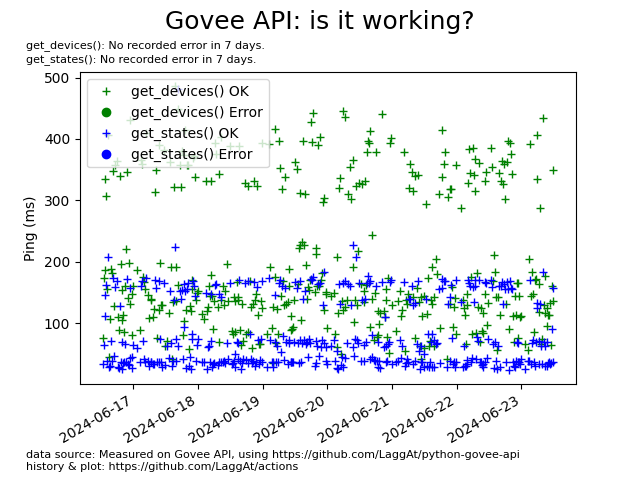 Govee API: is it working?
get_devices(): No recorded error in 7 days.
get_states(): No recorded error in 7 days.
500
400
300
200
100
Ping (ms)
get_devices() OK
get_devices() Error
get_states() OK
get_states() Error
2024-06-17
2024-06-18
2024-06-19
2024-06-20
2024-06-21
2024-06-22
2024-06-23
data source: Measured on Govee API, using https://github.com/LaggAt/python-govee-api
history & plot: https://github.com/LaggAt/actions